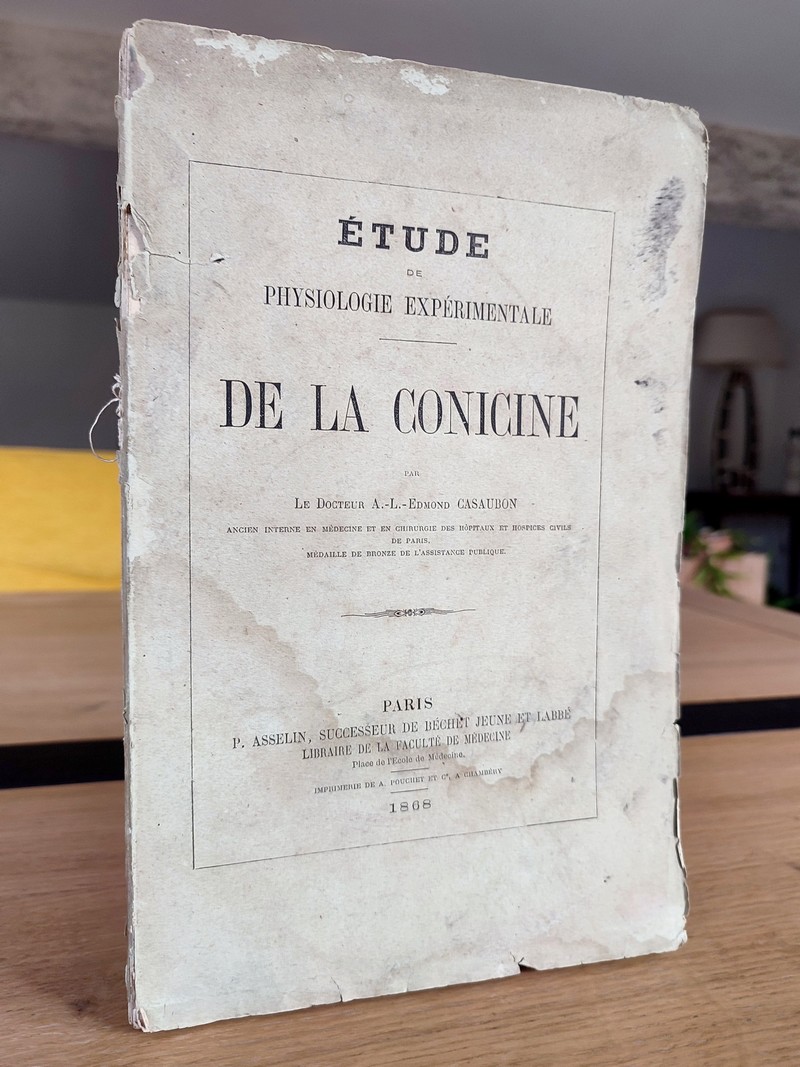 ÉTUDE
DE
PHYSIOLOGIE EXPÉRIMENTALE
DE LA CONICINE
PAR
LE DOCTEUR A.-L.-EDMOND CASAUBON
ANCIEN INTERNE EN MÉDECINE ET EN CHIRURGIE DES HÔPITAUX ET HOSPICES CIVILS
DE PARIS,
MÉDAILLE DE BRONZE DE L'ASSISTANCE PUBLIQUE.
PARIS
P. ASSELIN, SUCCESSEUR DE BÉCHET JEUNE ET LABBÉ
LIBRAIRE DE LA FACULTÉ DE MÉDECINE
Place de l'Ecole de Médecine.
IMPRIMERIE DE A. POUCHET ET Cie, A CHAMBÉRY
1868